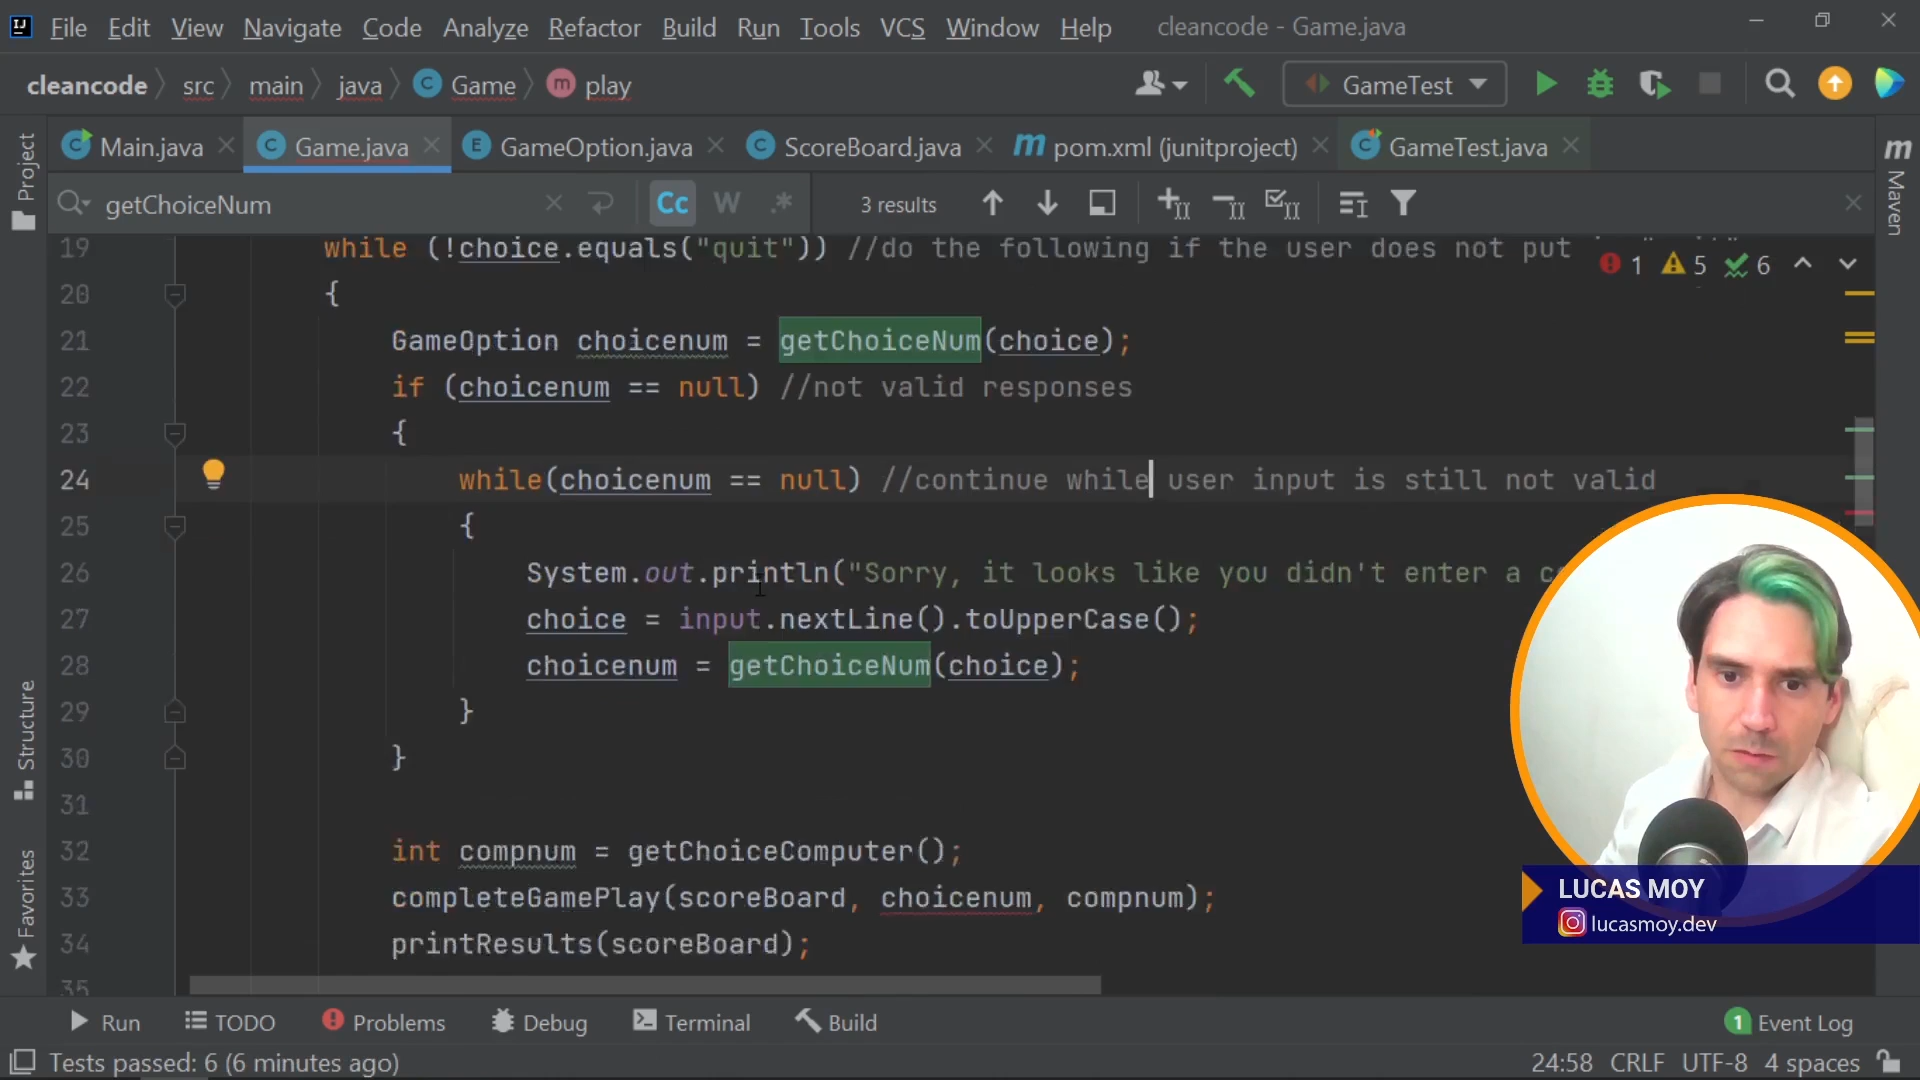 IJ File Edit View Navigate Code Analyze Refactor Build Run Tools VCS Window Help cleancode - Game.java
cleancode src main java C Game m play GameTest
Main.java Game.java GameOption.java ScoreBoard.java pom.xml (junitproject) GameTest.java
getChoiceNum Cc W .* 3 results
19 while (!choice.equals("quit")) //do the following if the user does not put
1 5 6
20 {
21 GameOption choicenum = getChoiceNum(choice);
22 if (choicenum == null) //not valid responses
23 {
24 while(choicenum == null) //continue while user input is still not valid
25 {
26 System.out.println("Sorry, it looks like you didn't enter a
27 choice = input.nextLine().toUpperCase();
28 choicenum = getChoiceNum(choice);
29 }
30 }
31
32 int compnum = getChoiceComputer();
33 completeGamePlay(scoreBoard, choicenum, compnum);
34 printResults(scoreBoard);
35
Project
Structure
Favorites
m Maven
LUCAS MOY
lucasmoy.dev
Run TODO Problems Debug Terminal Build 1 Event Log
Tests passed: 6 (6 minutes ago) 24:58 CRLF UTF-8 4 spaces